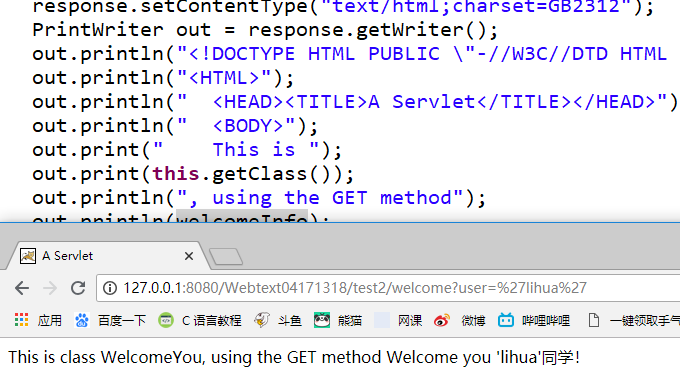 response.setContentType("text/html;charset=GB2312");
PrintWriter out = response.getWriter();
out.println("<!DOCTYPE HTML PUBLIC \"-//W3C//DTD HTML
out.println("<HTML>");
out.println("  <HEAD><TITLE>A Servlet</TITLE></HEAD>")
out.println("  <BODY>");
out.print("    This is ");
out.print(this.getClass());
out.println(", using the GET method");
out.println(welcomeInfo);
A Servlet
127.0.0.1:8080/Webtext04171318/test2/welcome?user=%27lihua%27
应用 百度一下 C 语言教程 斗鱼 熊猫 网课 微博 哔哩哔哩 一键领取手气
This is class WelcomeYou, using the GET method Welcome you 'lihua'同学!